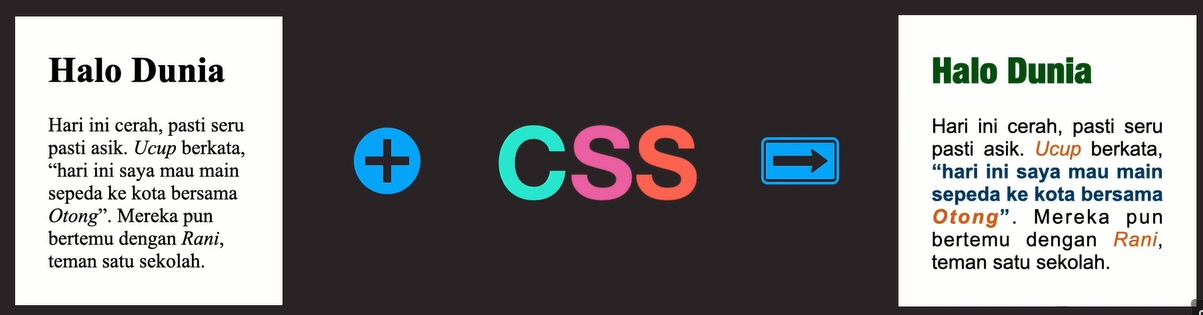 Halo Dunia
Hari ini cerah, pasti seru
pasti asik. Ucup berkata,
“hari ini saya mau main
sepeda ke kota bersama
Otong”. Mereka pun
bertemu dengan Rani,
teman satu sekolah.
CSS
Halo Dunia
Hari ini cerah, pasti seru
pasti asik. Ucup berkata,
“hari ini saya mau main
sepeda ke kota bersama
Otong”. Mereka pun
bertemu dengan Rani,
teman satu sekolah.